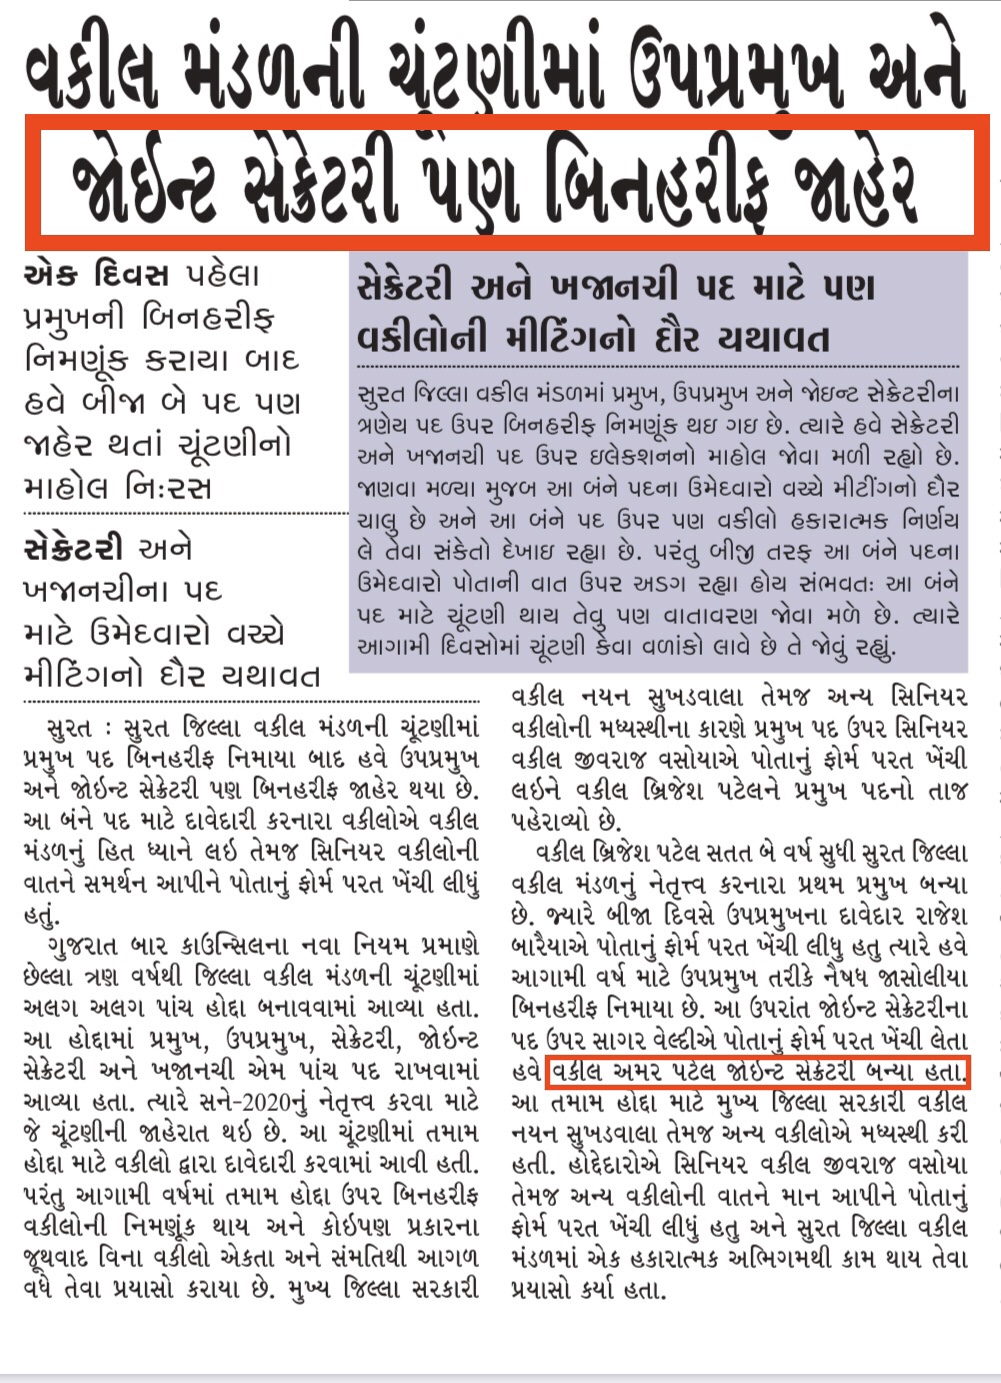 વકીલ મંડળની ચૂંટણીમાં ઉપપ્રમુખ અને
જોઈન્ટ સેક્રેટરી પણ બિનહરીફ જાહેર
એક દિવસ પહેલા
પ્રમુખની બિનહરીફ
નિમણૂંક કરાયા બાદ
હવે બીજા બે પદ પણ
જાહેર થતાં ચૂંટણીનો
માહોલ નિઃરસ
સેક્રેટરી અને
ખજાનચીના પદ
માટે ઉમેદવારો વચ્ચે
મીટિંગનો દૌર યથાવત
સેક્રેટરી અને ખજાનચી પદ માટે પણ
વકીલોની મીટિંગનો દૌર યથાવત
સુરત જિલ્લા વકીલ મંડળમાં પ્રમુખ, ઉપપ્રમુખ અને જોઇન્ટ સેક્રેટરીના
ત્રણેય પદ ઉપર બિનહરીફ નિમણૂંક થઇ ગઇ છે. ત્યારે હવે સેક્રેટરી
અને ખજાનચી પદ ઉપર ઇલેકશનનો માહોલ જોવા મળી રહ્યો છે.
જાણવા મળ્યા મુજબ આ બંને પદના ઉમેદવારો વચ્ચે મીટીંગનો દૌર
ચાલુ છે અને આ બંને પદ ઉપર પણ વકીલો હકારાત્મક નિર્ણય
લે તેવા સંકેતો દેખાઇ રહ્યા છે. પરંતુ બીજી તરફ આ બંને પદના
ઉમેદવારો પોતાની વાત ઉપર અડગ રહ્યા હોય સંભવતઃ આ બંને
પદ માટે ચૂંટણી થાય તેવુ પણ વાતાવરણ જોવા મળે છે. ત્યારે
આગામી દિવસોમાં ચૂંટણી કેવા વળાંકો લાવે છે તે જોવું રહ્યું.
સુરત : સુરત જિલ્લા વકીલ મંડળની ચૂંટણીમાં
પ્રમુખ પદ બિનહરીફ નિમાયા બાદ હવે ઉપપ્રમુખ
અને જોઇન્ટ સેક્રેટરી પણ બિનહરીફ જાહેર થયા છે.
આ બંને પદ માટે દાવેદારી કરનારા વકીલોએ વકીલ
મંડળનું હિત ધ્યાને લઇ તેમજ સિનિયર વકીલોની
વાતને સમર્થન આપીને પોતાનું ફોર્મ પરત ખેંચી લીધું
હતું.
ગુજરાત બાર કાઉન્સિલના નવા નિયમ પ્રમાણે
છેલ્લા ત્રણ વર્ષથી જિલ્લા વકીલ મંડળની ચૂંટણીમાં
અલગ અલગ પાંચ હોદ્દા બનાવવામાં આવ્યા હતા.
આ હોદ્દામાં પ્રમુખ, ઉપપ્રમુખ, સેક્રેટરી, જોઇન્ટ
સેક્રેટરી અને ખજાનચી એમ પાંચ પદ રાખવામાં
આવ્યા હતા. ત્યારે સને-2020નું નેતૃત્ત્વ કરવા માટે
જે ચૂંટણીની જાહેરાત થઇ છે. આ ચૂંટણીમાં તમામ
હોદ્દા માટે વકીલો દ્વારા દાવેદારી કરવામાં આવી હતી.
પરંતુ આગામી વર્ષમાં તમામ હોદ્દા ઉપર બિનહરીફ
વકીલોની નિમણૂંક થાય અને કોઇપણ પ્રકારના
જૂથવાદ વિના વકીલો એકતા અને સંમતિથી આગળ
વધે તેવા પ્રયાસો કરાયા છે. મુખ્ય જિલ્લા સરકારી
વકીલ નયન સુખડવાલા તેમજ અન્ય સિનિયર
વકીલોની મધ્યસ્થીના કારણે પ્રમુખ પદ ઉપર સિનિયર
વકીલ જીવરાજ વસોયાએ પોતાનું ફોર્મ પરત ખેંચી
લઇને વકીલ બ્રિજેશ પટેલને પ્રમુખ પદનો તાજ
પહેરાવ્યો છે.
વકીલ બ્રિજેશ પટેલ સતત બે વર્ષ સુધી સુરત જિલ્લા
વકીલ મંડળનું નેતૃત્ત્વ કરનારા પ્રથમ પ્રમુખ બન્યા
છે. જ્યારે બીજા દિવસે ઉપપ્રમુખના દાવેદાર રાજેશ
બારૈયાએ પોતાનું ફોર્મ પરત ખેંચી લીધુ હતુ ત્યારે હવે
આગામી વર્ષ માટે ઉપપ્રમુખ તરીકે નૈષધ જાસોલીયા
બિનહરીફ નિમાયા છે. આ ઉપરાંત જોઇન્ટ સેક્રેટરીના
પદ ઉપર સાગર વેલ્દીએ પોતાનું ફોર્મ પરત ખેંચી લેતા
હવે વકીલ અમર પટેલ જોઇન્ટ સેક્રેટરી બન્યા હતા.
આ તમામ હોદ્દા માટે મુખ્ય જિલ્લા સરકારી વકીલ
નયન સુખડવાલા તેમજ અન્ય વકીલોએ મધ્યસ્થી કરી
હતી. હોદ્દેદારોએ સિનિયર વકીલ જીવરાજ વસોયા
તેમજ અન્ય વકીલોની વાતને માન આપીને પોતાનું
ફોર્મ પરત ખેંચી લીધું હતુ અને સુરત જિલ્લા વકીલ
મંડળમાં એક હકારાત્મક અભિગમથી કામ થાય તેવા
પ્રયાસો કર્યા હતા.